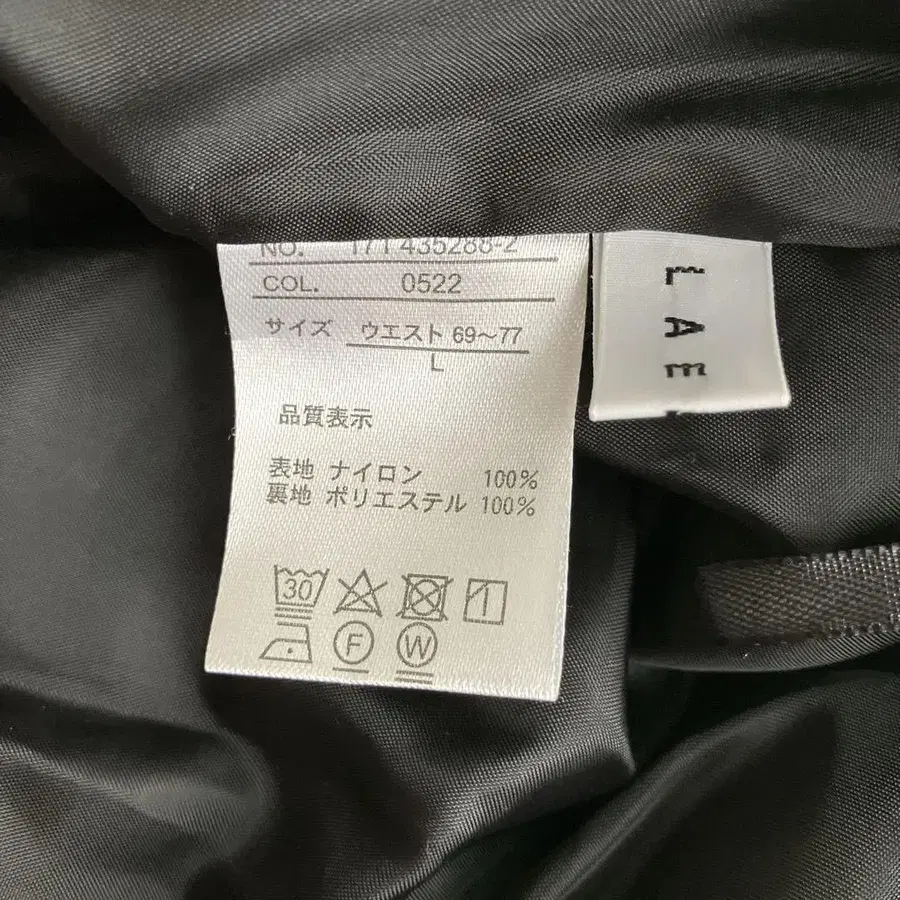 NO. 171 435288-2
COL. 0522
サイズ ウエスト 69〜77
L
品質表示
表地 ナイロン 100%
裏地 ポリエステル 100%
30
F W
L A E